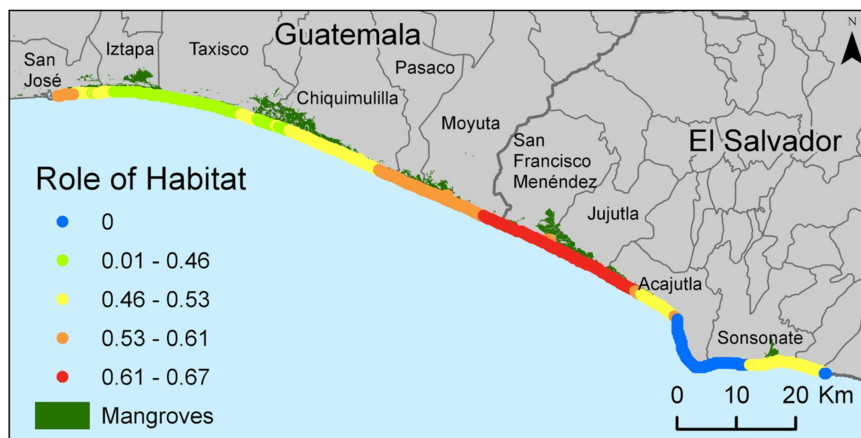 N
Guatemala
San
José
Iztapa
Taxisco
Pasaco
Chiquimulilla
Moyuta
San
Francisco
Menéndez
El Salvador
Jujutla
Acajutla
Sonsonate
Role of Habitat
0
0.01 - 0.46
0.46 - 0.53
0.53 - 0.61
0.61 - 0.67
Mangroves
0 10 20 Km